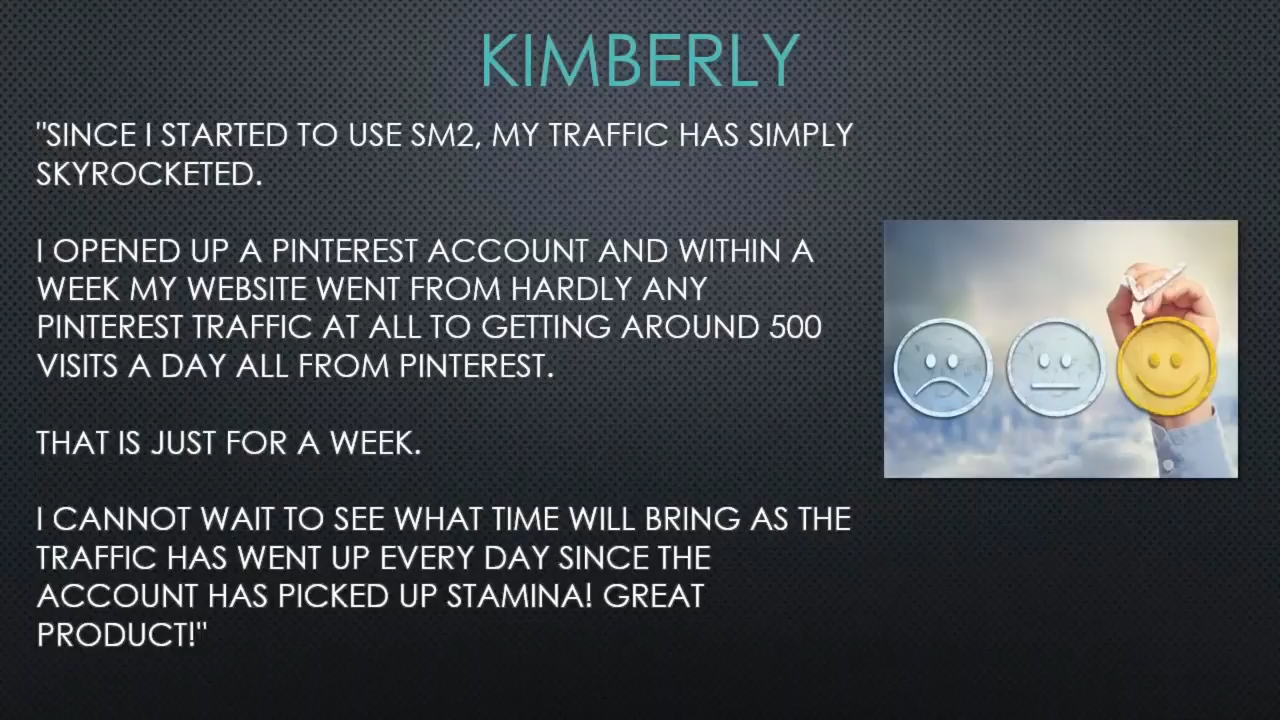 KIMBERLY
"SINCE I STARTED TO USE SM2, MY TRAFFIC HAS SIMPLY
SKYROCKETED.
I OPENED UP A PINTEREST ACCOUNT AND WITHIN A
WEEK MY WEBSITE WENT FROM HARDLY ANY
PINTEREST TRAFFIC AT ALL TO GETTING AROUND 500
VISITS A DAY ALL FROM PINTEREST.
THAT IS JUST FOR A WEEK.
I CANNOT WAIT TO SEE WHAT TIME WILL BRING AS THE
TRAFFIC HAS WENT UP EVERY DAY SINCE THE
ACCOUNT HAS PICKED UP STAMINA! GREAT
PRODUCT!"